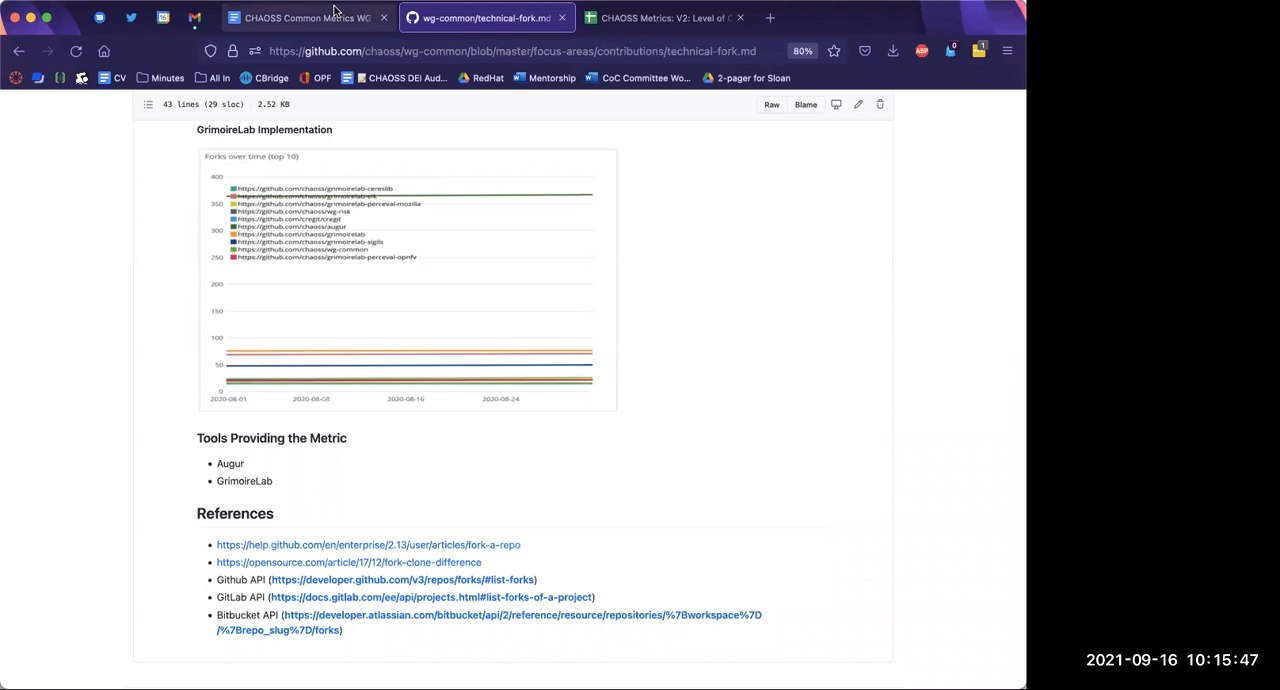 CHAOSS Common Metrics WG
wg-common/technical-fork.md
CHAOSS Metrics: V2: Level of C
https://github.com/chaoss/wg-common/blob/master/focus-areas/contributions/technical-fork.md
80%
CV
Minutes
All In
CBridge
OPF
CHAOSS DEI Aud...
RedHat
Mentorship
CoC Committee Wo...
2-pager for Sloan
43 lines (29 sloc)
2.52 KB
Raw
Blame
GrimoireLab Implementation
Forks over time (top 10)
400
350
300
250
200
150
100
50
0
https://github.com/chaoss/grimoirelab-cereslib
https://github.com/chaoss/grimoirelab-elk
https://github.com/chaoss/grimoirelab-perceval-mozilla
https://github.com/chaoss/wg-risk
https://github.com/cregit/cregit
https://github.com/chaoss/augur
https://github.com/chaoss/grimoirelab
https://github.com/chaoss/grimoirelab-sigils
https://github.com/chaoss/wg-common
https://github.com/chaoss/grimoirelab-perceval-opnfv
2020-08-01
2020-08-16
2020-08-24
Tools Providing the Metric
• Augur
• GrimoireLab
References
• https://help.github.com/en/enterprise/2.13/user/articles/fork-a-repo
• https://opensource.com/article/17/12/fork-clone-difference
• Github API (https://developer.github.com/v3/repos/forks/#list-forks)
• GitLab API (https://docs.gitlab.com/ee/api/projects.html#list-forks-of-a-project)
• Bitbucket API (https://developer.atlassian.com/bitbucket/api/2/reference/resource/repositories/%7Bworkspace%7D
/%7Brepo_slug%7D/forks)
2021-09-16 10:15:47